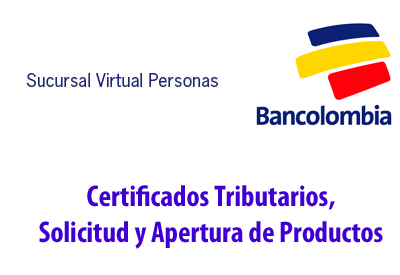 Sucursal Virtual Personas
Bancolombia
Certificados Tributarios,
Solicitud y Apertura de Productos